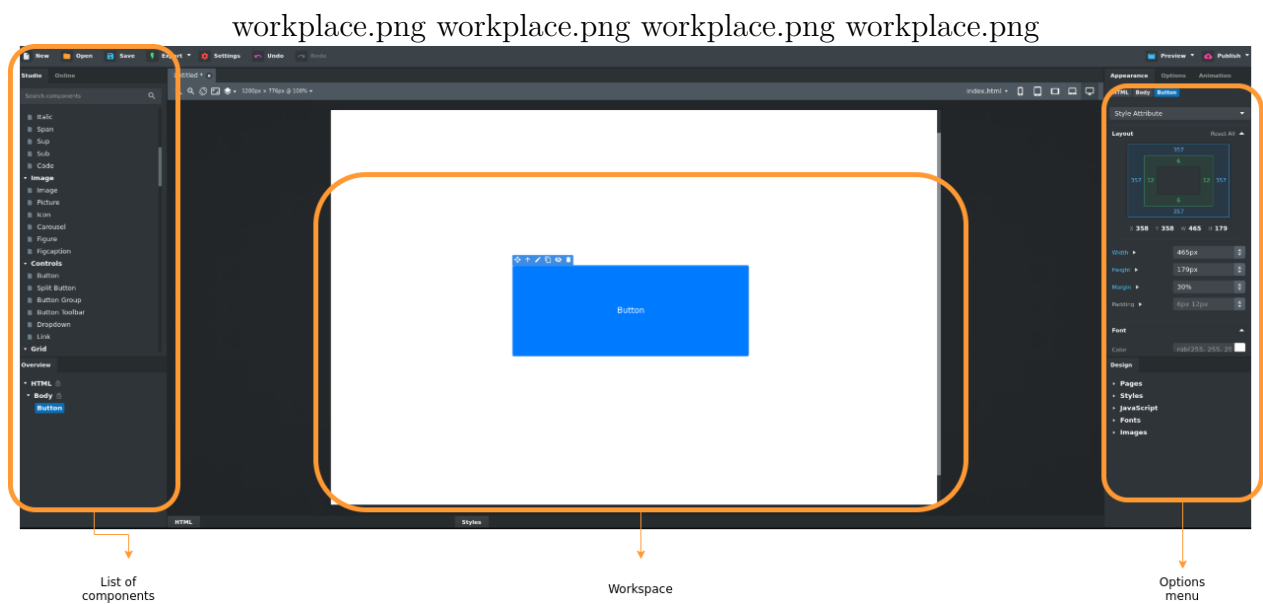 workplace.png workplace.png workplace.png workplace.png
New Open Save Export Settings Undo Redo Preview Publish
Studio Online Untitled * Appearance Options Animation
Search components 1200px × 776px @ 100% index.html HTML Body Button
Style Attribute
Italic
Span
Sup
Sub
Code
Image
Image
Picture
Icon
Carousel
Figure
Figcaption
Controls
Button
Split Button
Button Group
Button Toolbar
Dropdown
Link
Grid
Overview
HTML
Body
Button
Button
Layout Reset All
357
6
357 12 12 357
6
357
X 358 Y 358 W 465 H 179
Width 465px
Height 179px
Margin 30%
Padding 6px 12px
Font
Color rgb(255, 255, 25
Design
Pages
Styles
JavaScript
Fonts
Images
HTML Styles
List of
components
Workspace
Options
menu